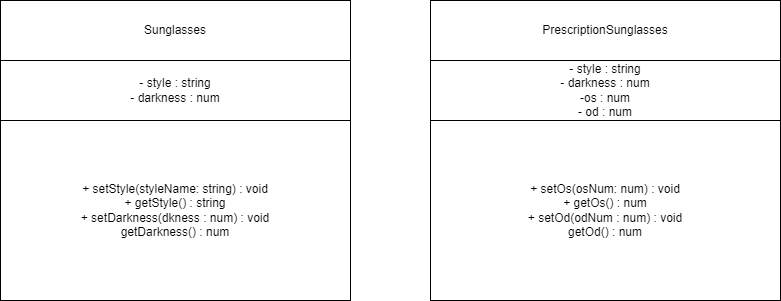 Sunglasses
- style : string
- darkness : num
+ setStyle(styleName: string) : void
+ getStyle() : string
+ setDarkness(dkness : num) : void
getDarkness() : num
PrescriptionSunglasses
- style : string
- darkness : num
-os : num
- od : num
+ setOs(osNum: num) : void
+ getOs() : num
+ setOd(odNum : num) : void
getOd() : num